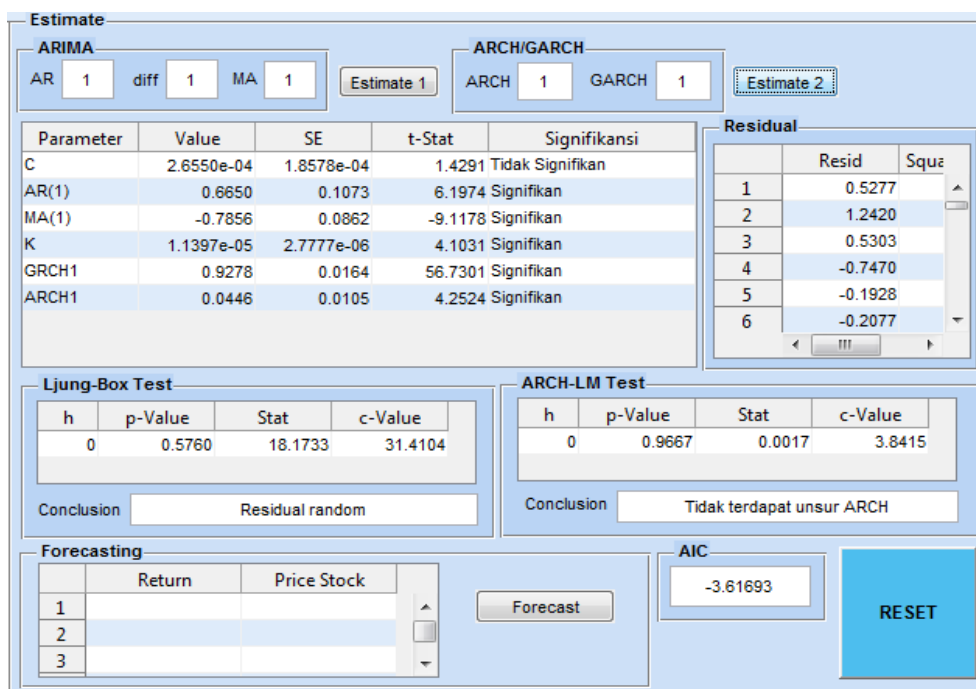 Estimate
ARIMA
AR 1 diff 1 MA 1
Estimate 1
ARCH/GARCH
ARCH 1 GARCH 1
Estimate 2
Parameter Value SE t-Stat Signifikansi
C 2.6550e-04 1.8578e-04 1.4291 Tidak Signifikan
AR(1) 0.6650 0.1073 6.1974 Signifikan
MA(1) -0.7856 0.0862 -9.1178 Signifikan
K 1.1397e-05 2.7777e-06 4.1031 Signifikan
GRCH1 0.9278 0.0164 56.7301 Signifikan
ARCH1 0.0446 0.0105 4.2524 Signifikan
Residual
Resid Squa
1 0.5277
2 1.2420
3 0.5303
4 -0.7470
5 -0.1928
6 -0.2077
Ljung-Box Test
h p-Value Stat c-Value
0 0.5760 18.1733 31.4104
Conclusion Residual random
ARCH-LM Test
h p-Value Stat c-Value
0 0.9667 0.0017 3.8415
Conclusion Tidak terdapat unsur ARCH
Forecasting
Return Price Stock
1
2
3
Forecast
AIC
-3.61693
RESET